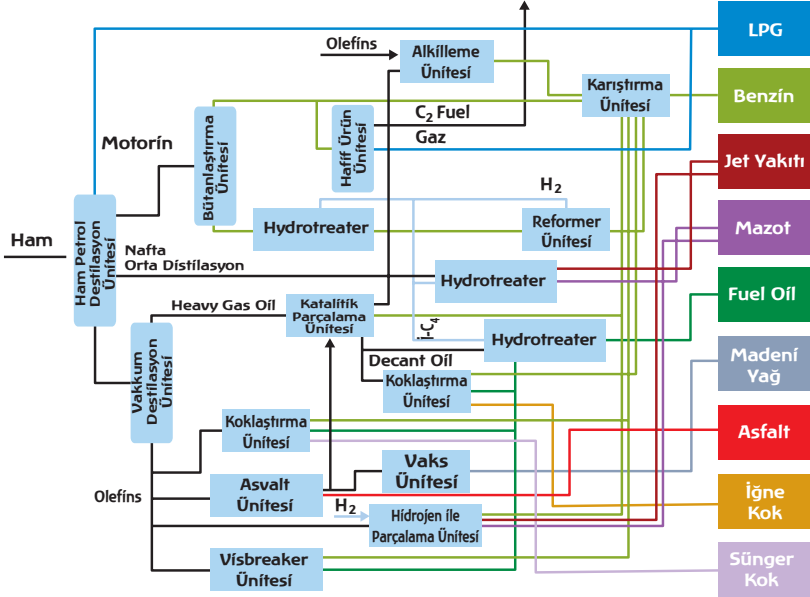 LPG
Olefins
Alkilleme
Ünitesi
Karıştırma
Ünitesi
Benzin
C2 Fuel
Gaz
Hafif Ürün
Ünitesi
Motorin
Bütanlaştırma
Ünitesi
Jet Yakıtı
H2
Hydrotreater
Reformer
Ünitesi
Mazot
Ham
Ham Petrol
Destilasyon
Ünitesi
Nafta
Orta Distilasyon
Hydrotreater
Heavy Gas Oil
Katalitik
Parçalama
Ünitesi
i-C4
Hydrotreater
Fuel Oil
Vakkum
Destilasyon
Ünitesi
Decant Oil
Koklaştırma
Ünitesi
Madeni
Yağ
Koklaştırma
Ünitesi
Asfalt
Olefins
Asvalt
Ünitesi
Vaks
Ünitesi
İğne
Kok
H2
Hidrojen ile
Parçalama Ünitesi
Visbreaker
Ünitesi
Sünger
Kok